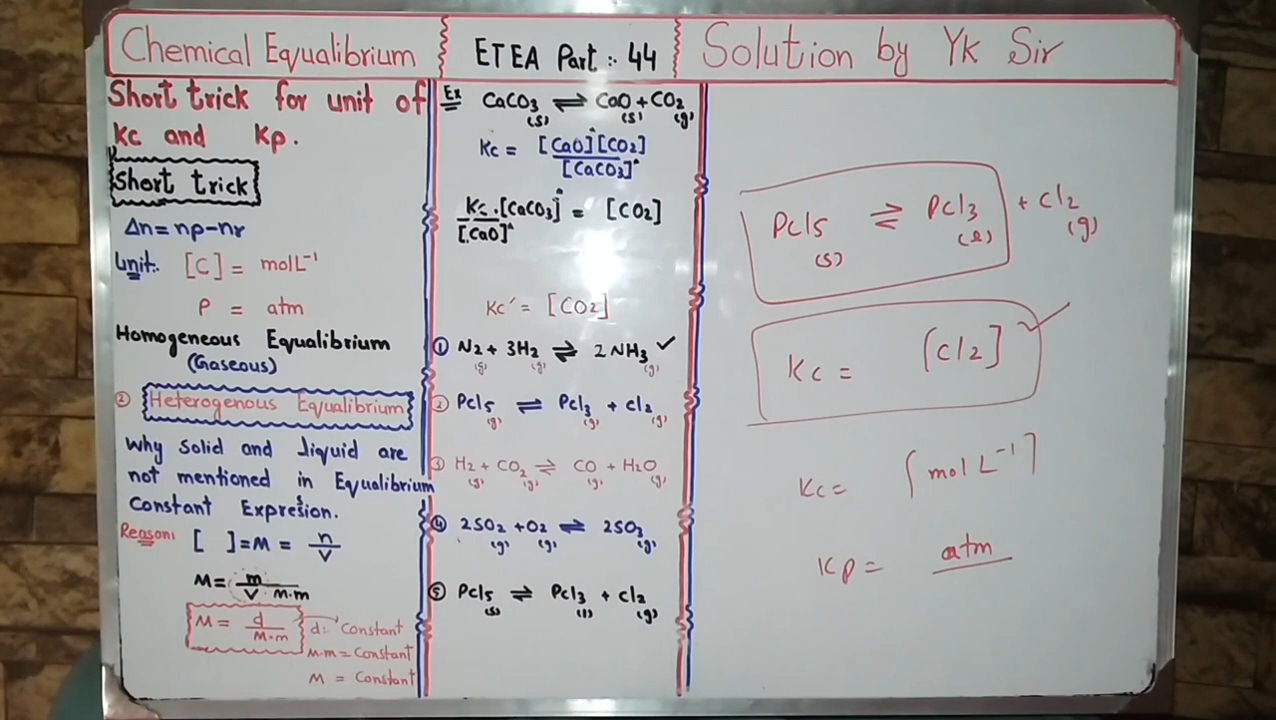 Chemical Equalibrium
ETEA Part :- 44
Solution by Yk Sir
Short trick for unit of
Kc and Kp.
Short trick
Δn = np-nr
Unit:. [C] = molL⁻¹
P = atm
Homogeneous Equalibrium
(Gaseous)
② Heterogenous Equalibrium
Why Solid and liquid are
not mentioned in Equalibrium
Constant Expresion.
Reason: [ ]=M = n/V
M= m/V M.m
M = d/M.m
d: Constant
M.m = Constant
M = Constant
Ex CaCO₃(s) ⇌ CaO(s) + CO₂(g)
Kc = [CaO][CO₂]/[CaCO₃]
Kc.[CaCO₃]/[CaO] = [CO₂]
Kc' = [CO₂]
① N₂(g) + 3H₂(g) ⇌ 2NH₃(g) ✓
② Pcl₅(g) ⇌ Pcl₃(g) + cl₂(g)
③ H₂(g) + CO₂(g) ⇌ CO(g) + H₂O(g)
④ 2SO₂(g) + O₂(g) ⇌ 2SO₃(g)
⑤ Pcl₅(s) ⇌ Pcl₃(l) + cl₂(g)
Pcl₅(s) ⇌ Pcl₃(l) + cl₂(g)
Kc = [cl₂] ✓
Kc = [mol L⁻¹]
Kp = atm